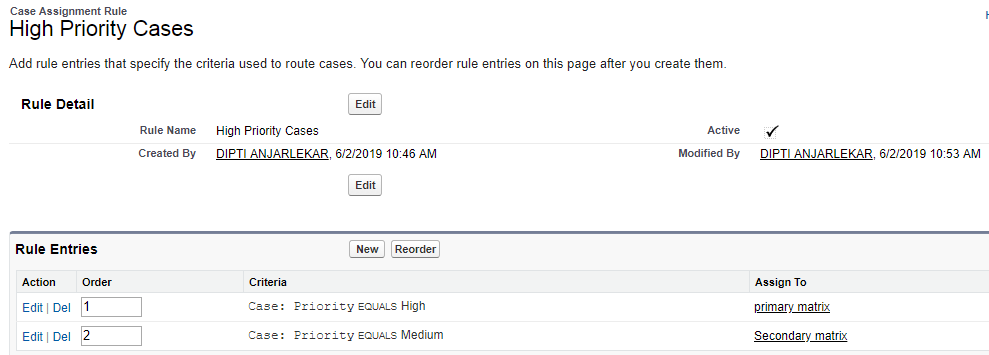 Case Assignment Rule
High Priority Cases
Add rule entries that specify the criteria used to route cases. You can reorder rule entries on this page after you create them.
Rule Detail Edit
Rule Name High Priority Cases Active ✓
Created By DIPTI ANJARLEKAR, 6/2/2019 10:46 AM Modified By DIPTI ANJARLEKAR, 6/2/2019 10:53 AM
Edit
Rule Entries New Reorder
Action Order Criteria Assign To
Edit | Del 1 Case: Priority EQUALS High primary matrix
Edit | Del 2 Case: Priority EQUALS Medium Secondary matrix